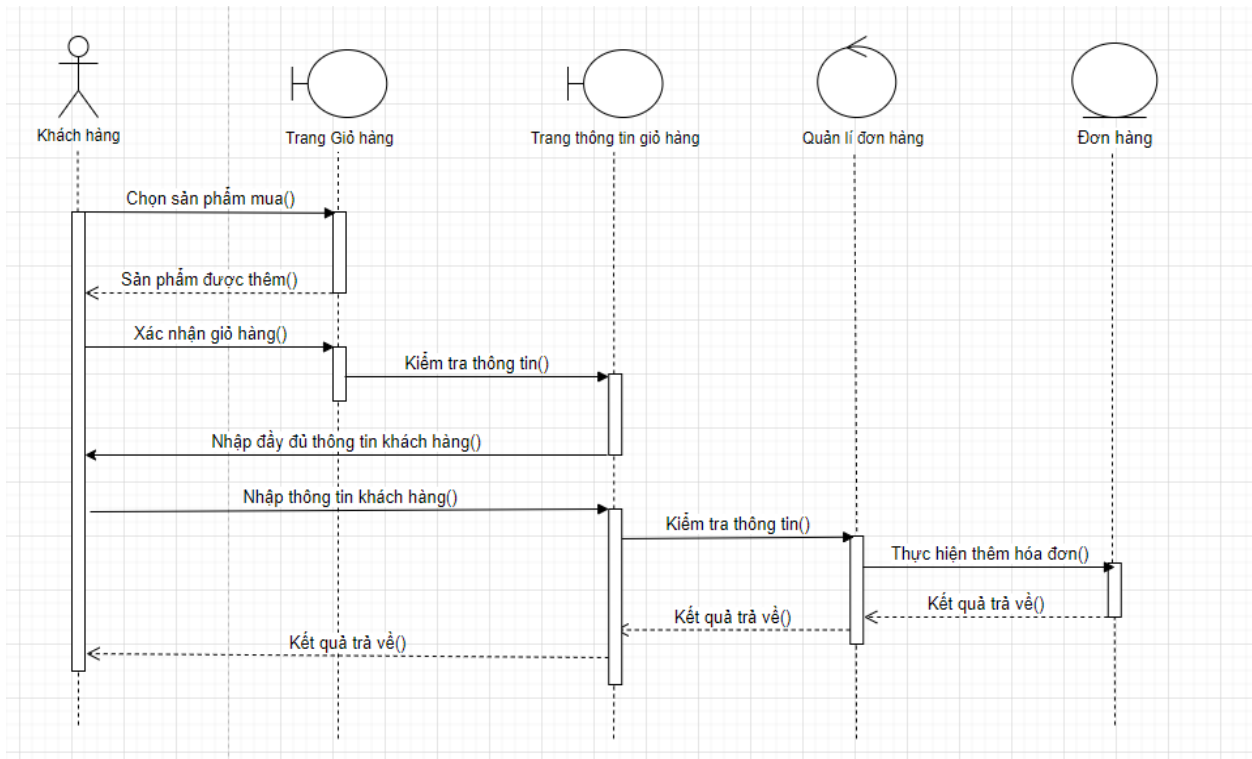 Khách hàng
Trang Giỏ hàng
Trang thông tin giỏ hàng
Quản lí đơn hàng
Đơn hàng
Chọn sản phẩm mua()
Sản phẩm được thêm()
Xác nhận giỏ hàng()
Kiểm tra thông tin()
Nhập đầy đủ thông tin khách hàng()
Nhập thông tin khách hàng()
Kiểm tra thông tin()
Thực hiện thêm hóa đơn()
Kết quả trả về()
Kết quả trả về()
Kết quả trả về()